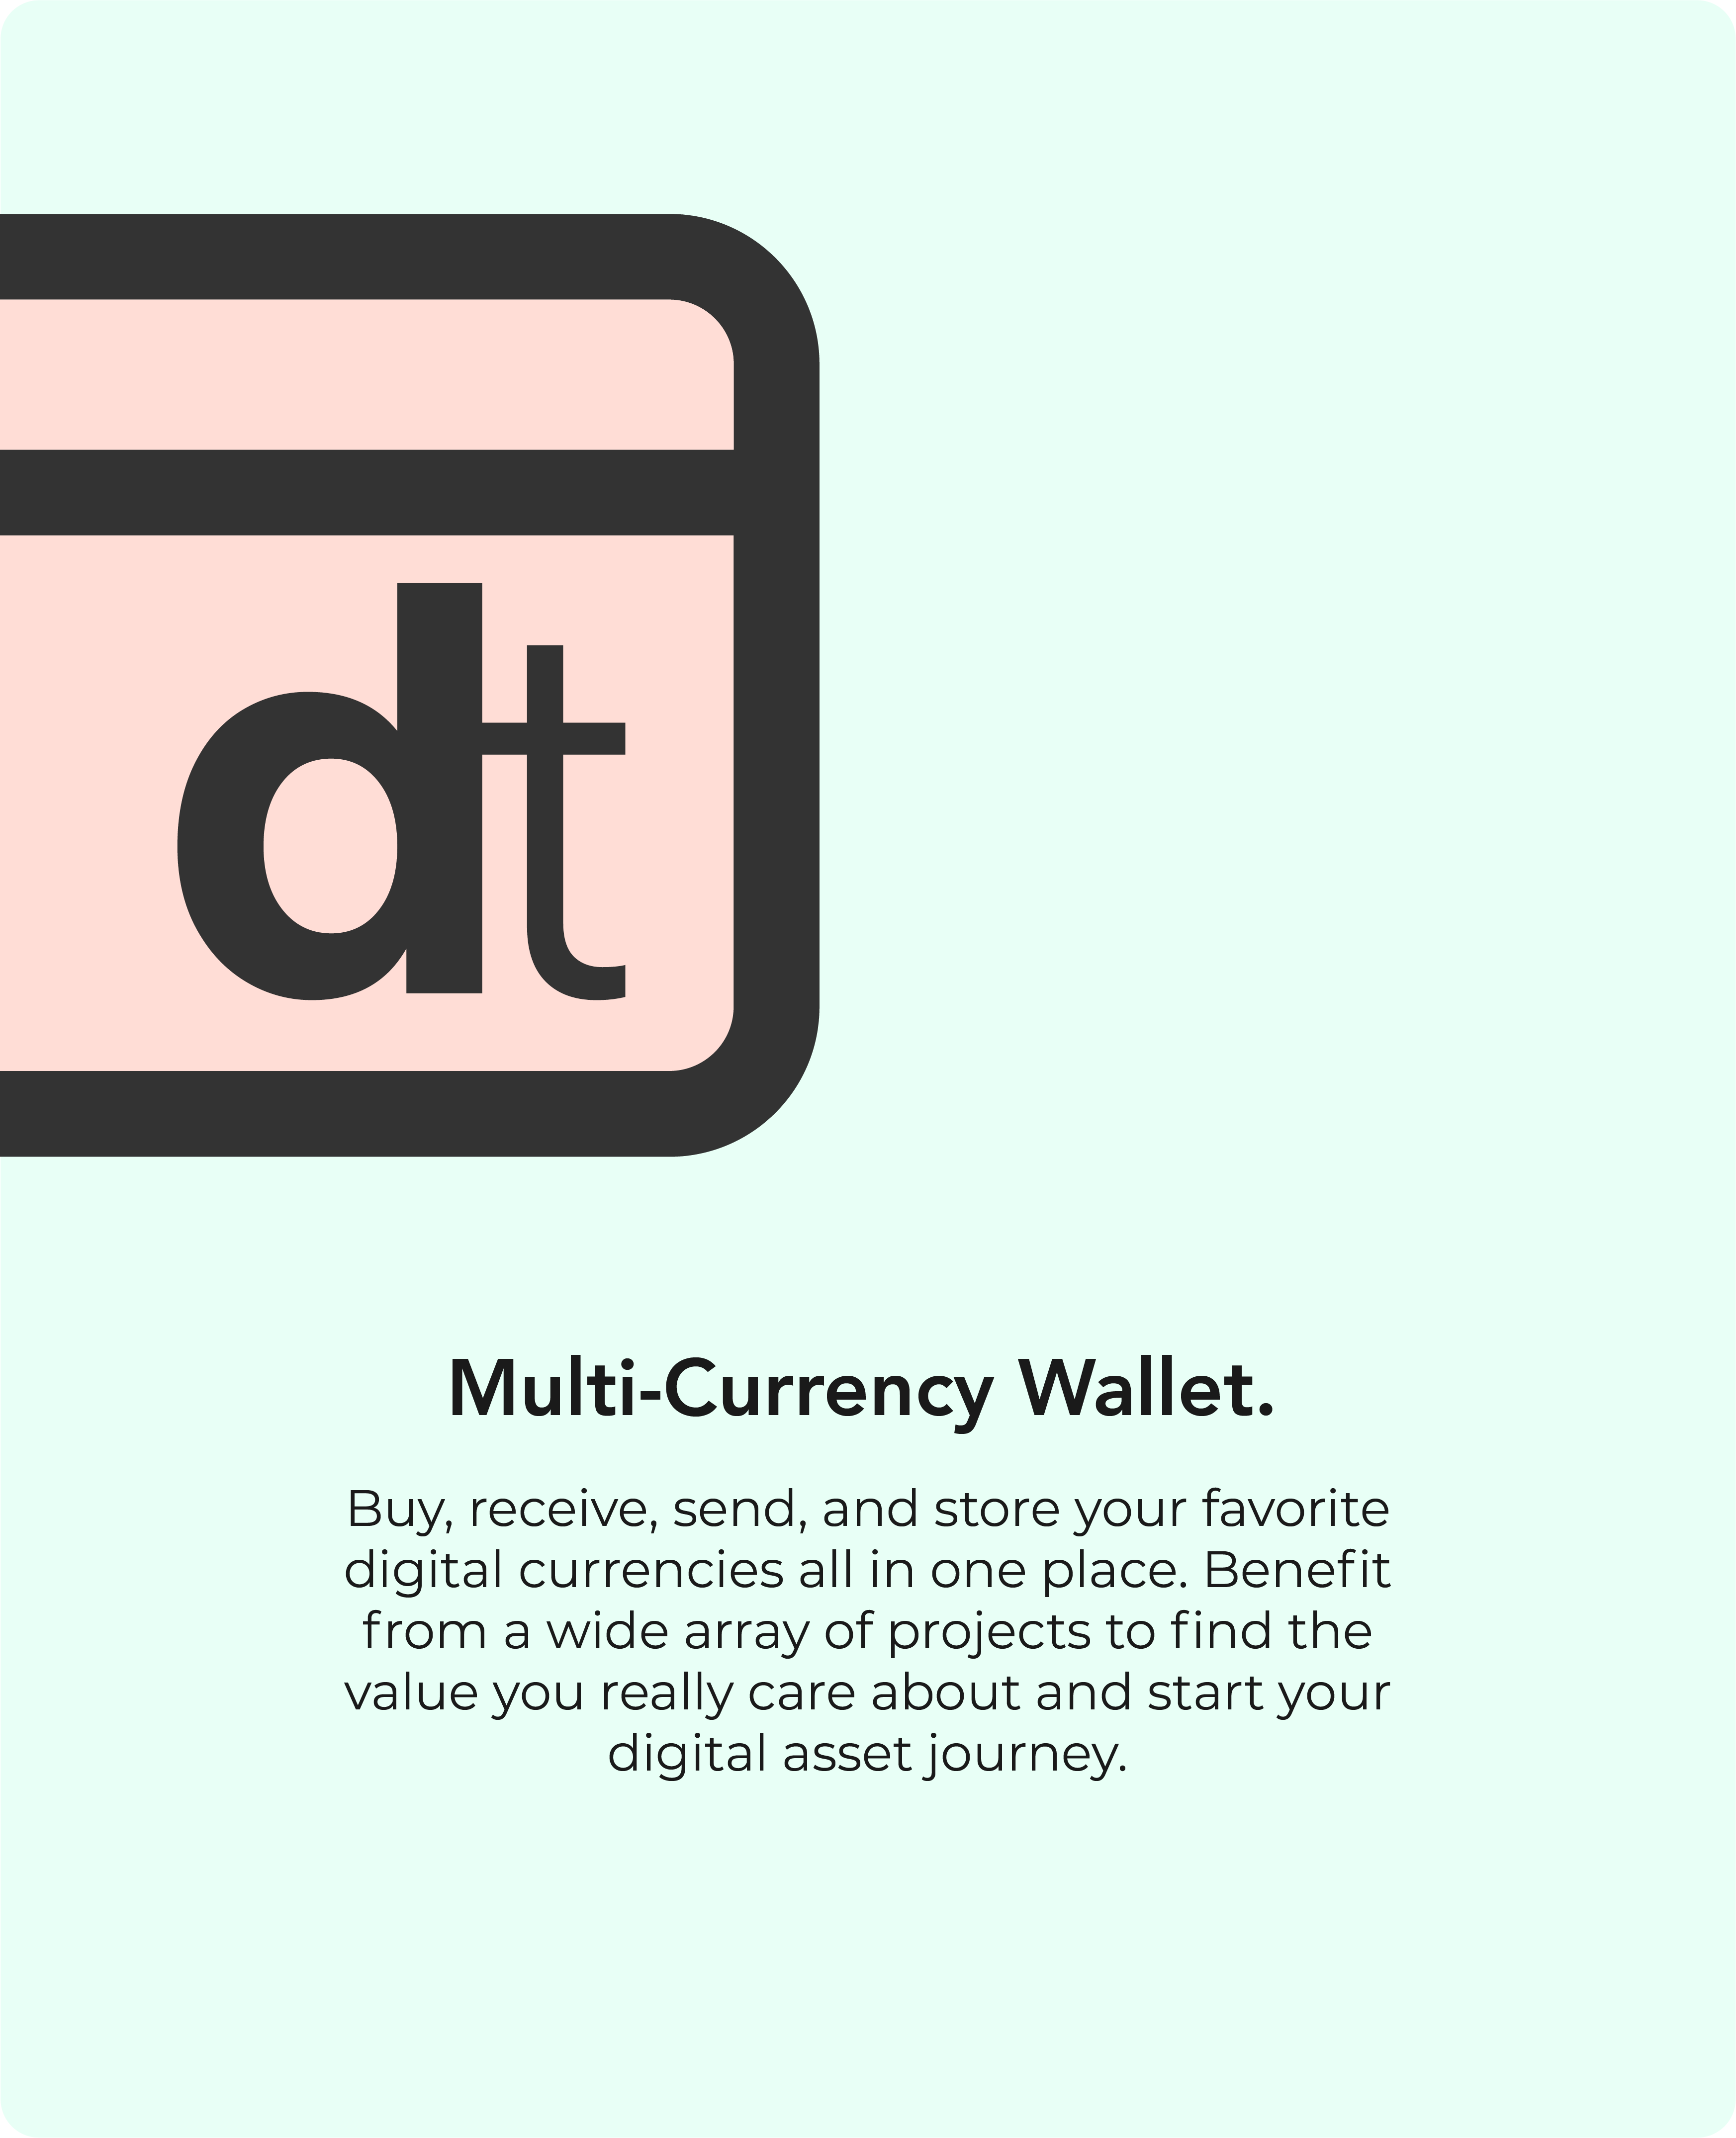 dt
Multi-Currency Wallet.
Buy, receive, send, and store your favorite
digital currencies all in one place. Benefit
from a wide array of projects to find the
value you really care about and start your
digital asset journey.